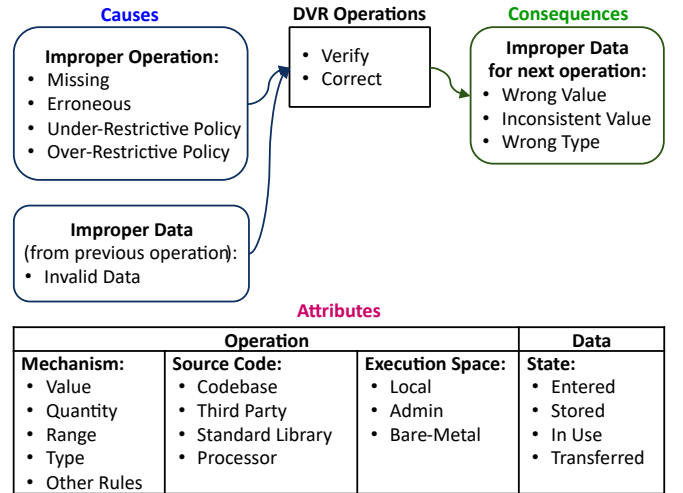 Causes
Improper Operation:
• Missing
• Erroneous
• Under-Restrictive Policy
• Over-Restrictive Policy
Improper Data
(from previous operation):
• Invalid Data
DVR Operations
• Verify
• Correct
Consequences
Improper Data
for next operation:
• Wrong Value
• Inconsistent Value
• Wrong Type
Attributes
Operation
Data
Mechanism:
• Value
• Quantity
• Range
• Type
• Other Rules
Source Code:
• Codebase
• Third Party
• Standard Library
• Processor
Execution Space:
• Local
• Admin
• Bare-Metal
State:
• Entered
• Stored
• In Use
• Transferred